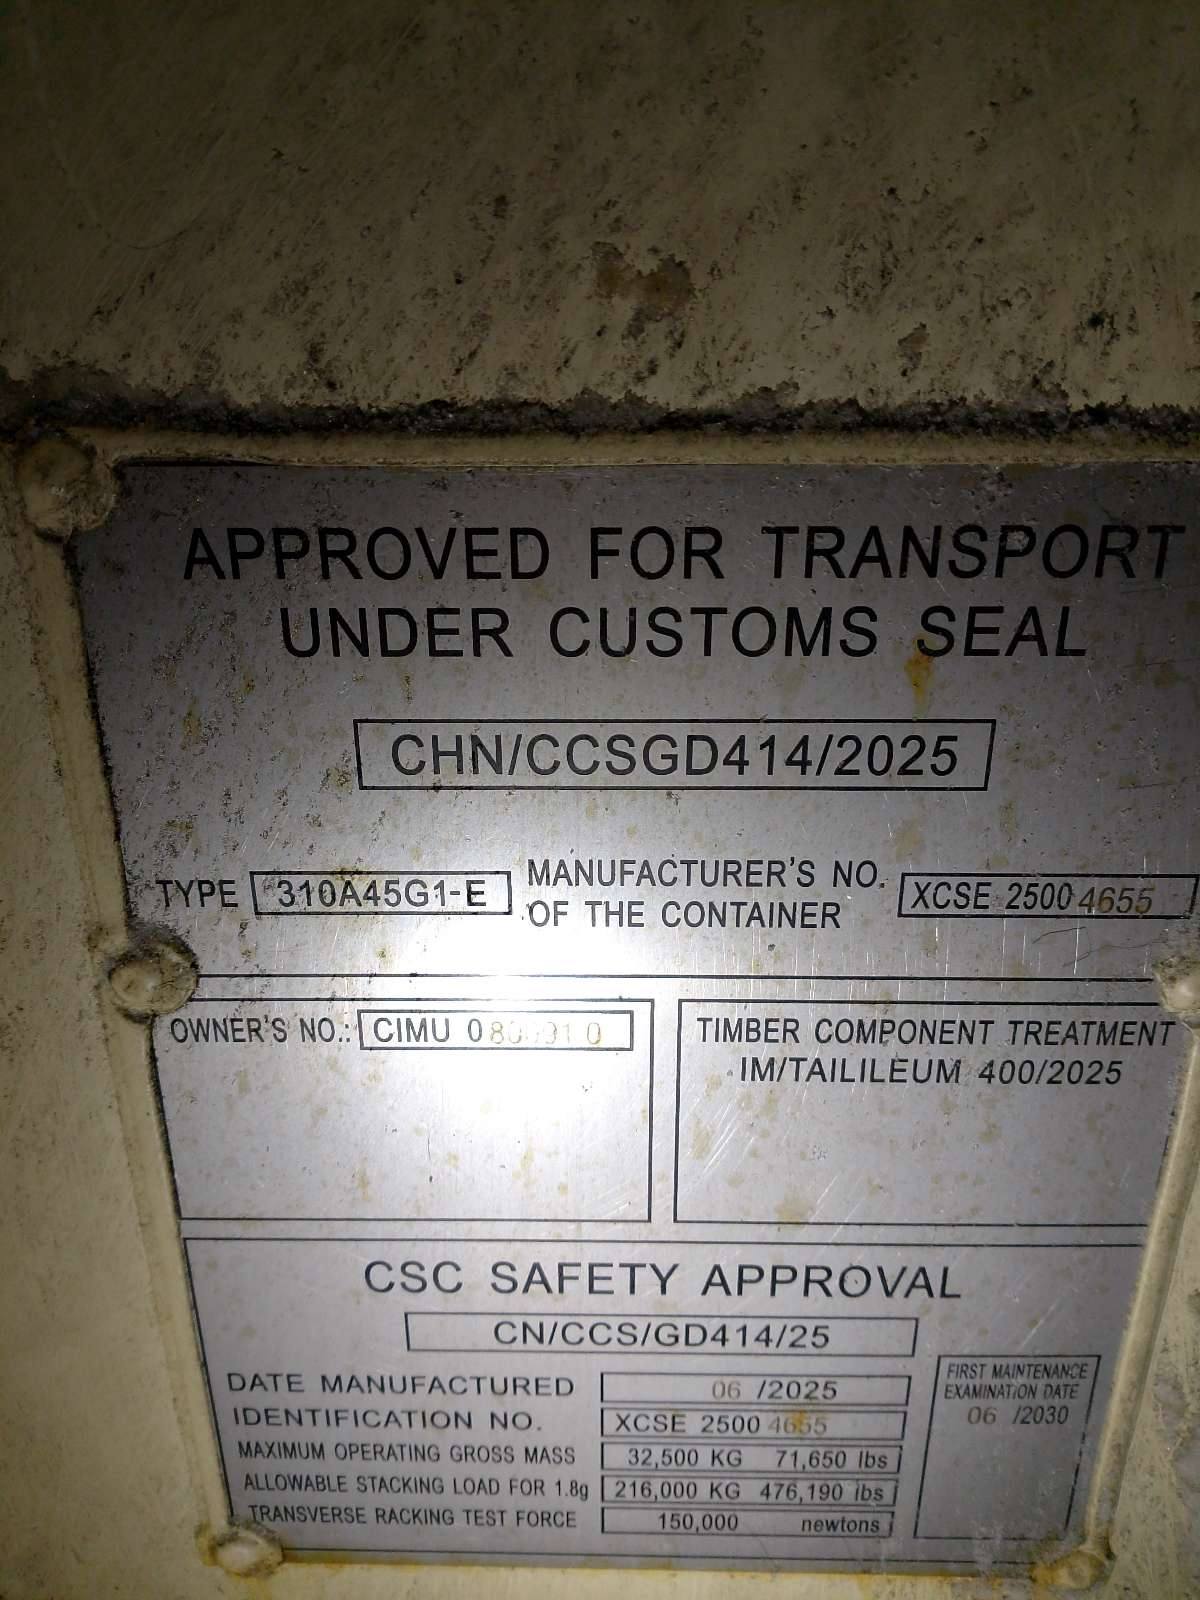 APPROVED FOR TRANSPORT
UNDER CUSTOMS SEAL
CHN/CCSGD414/2025
TYPE 310A45G1-E MANUFACTURER'S NO. OF THE CONTAINER XCSE 2500 4655
OWNER'S NO.: CIMU
TIMBER COMPONENT TREATMENT
IM/TAILILEUM 400/2025
CSC SAFETY APPROVAL
CN/CCS/GD414/25
DATE MANUFACTURED 06 /2025
IDENTIFICATION NO. XCSE 2500 4655
MAXIMUM OPERATING GROSS MASS 32,500 KG 71,650 lbs
ALLOWABLE STACKING LOAD FOR 1.8g 216,000 KG 476,190 lbs
TRANSVERSE RACKING TEST FORCE 150,000 newtons
FIRST MAINTENANCE
EXAMINATION DATE
06 /2030